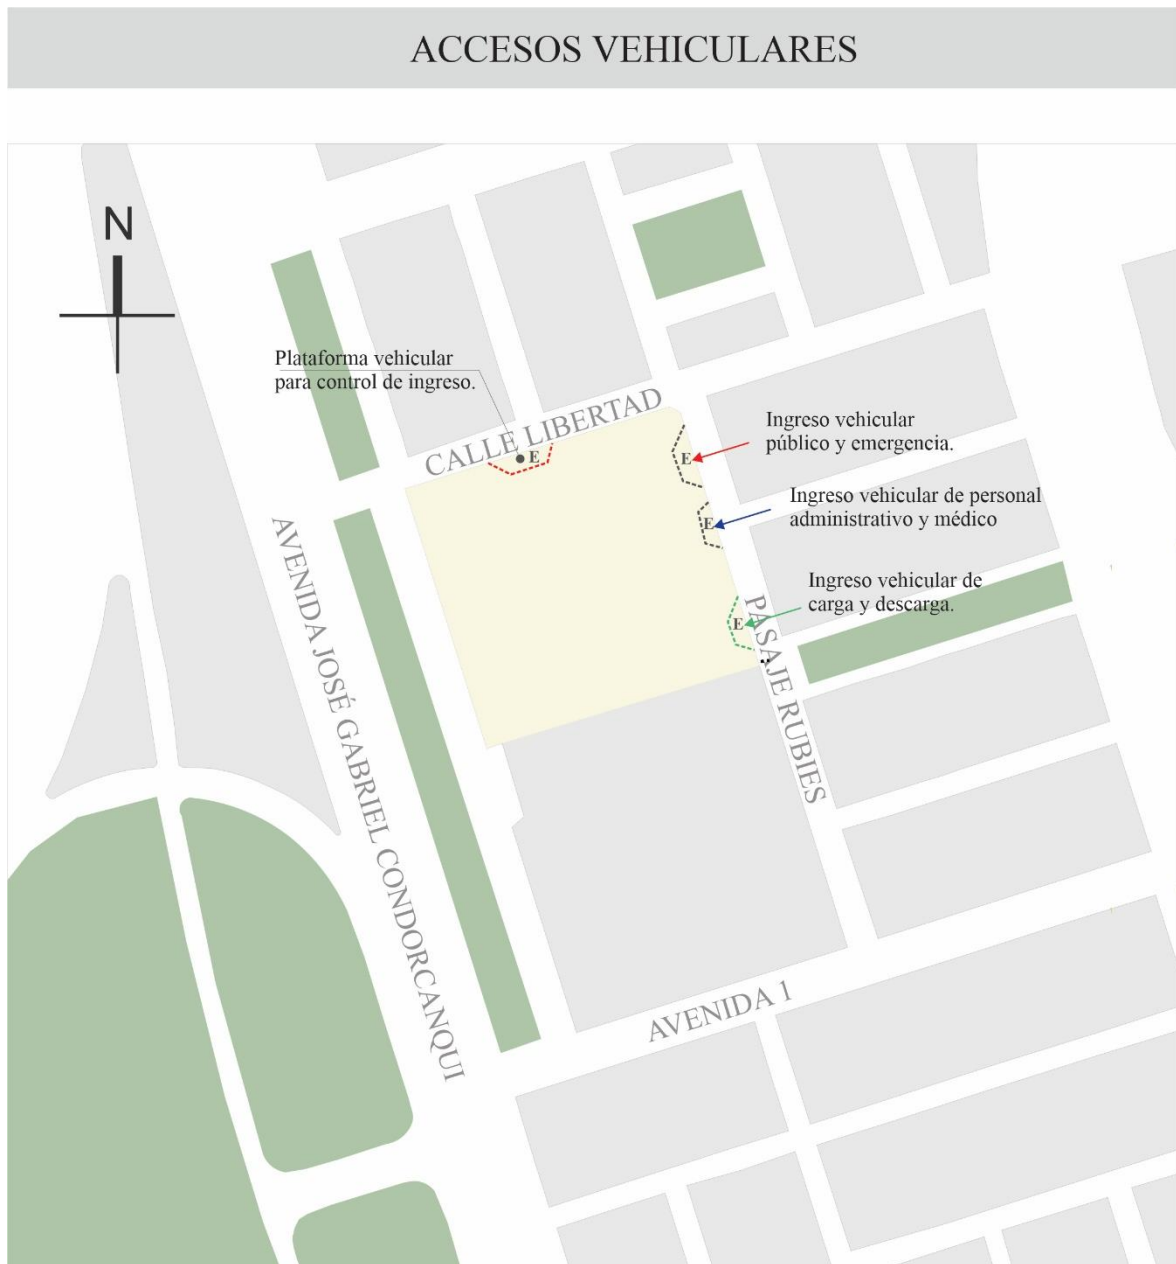 ACCESOS VEHICULARES
N
Plataforma vehicular
para control de ingreso.
CALLE LIBERTAD
E
Ingreso vehicular
público y emergencia.
E
Ingreso vehicular de personal
administrativo y médico
E
Ingreso vehicular de
carga y descarga.
E
PASAJE RUBIES
AVENIDA JOSÉ GABRIEL CONDORCANQUI
AVENIDA 1